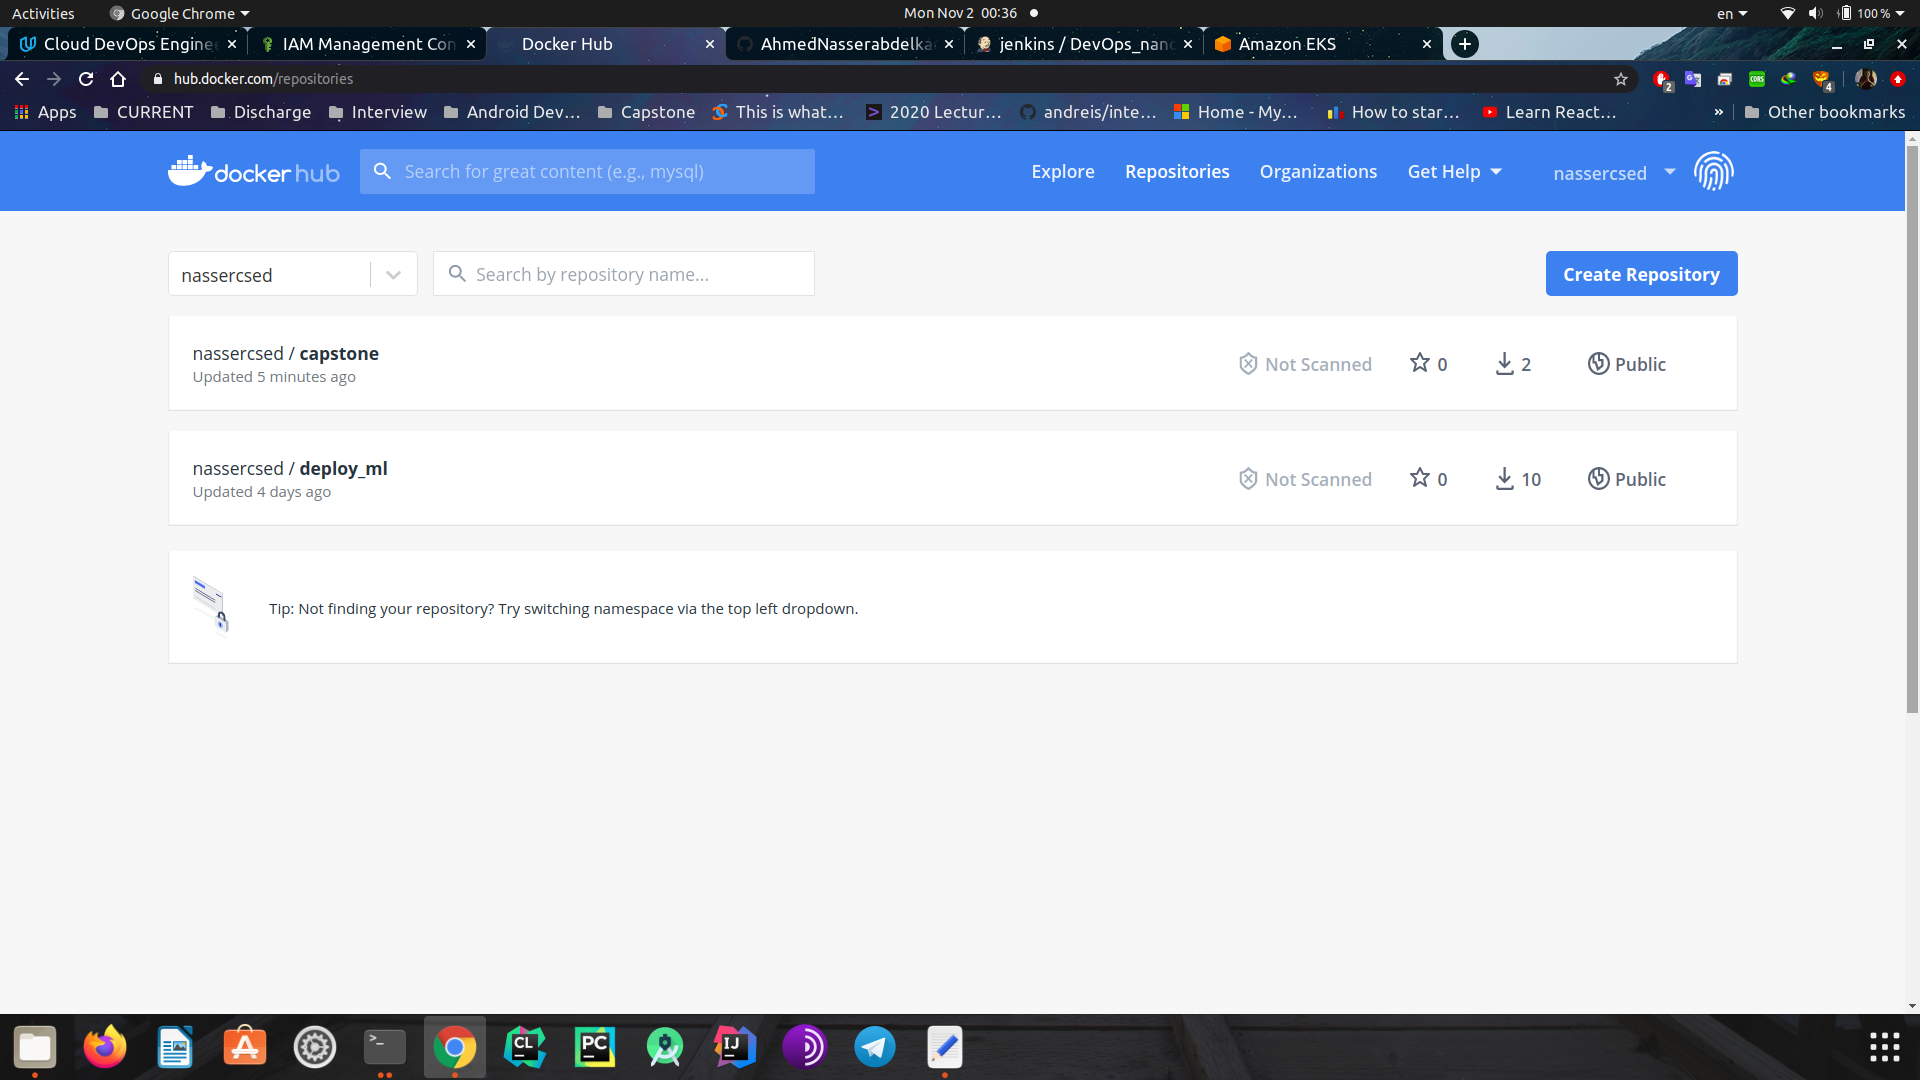 Activities
Google Chrome
Mon Nov 2 00:36
en
100 %
Cloud DevOps Engine
IAM Management Con
Docker Hub
AhmedNasserabdelka
jenkins / DevOps_nan
Amazon EKS
hub.docker.com/repositories
2
CORS
4
Apps
CURRENT
Discharge
Interview
Android Dev...
Capstone
This is what...
2020 Lectur...
andreis/inte...
Home - My...
How to star...
Learn React...
»
Other bookmarks
docker hub
Search for great content (e.g., mysql)
Explore
Repositories
Organizations
Get Help
nassercsed
nassercsed
Search by repository name...
Create Repository
nassercsed / capstone
Updated 5 minutes ago
Not Scanned
0
2
Public
nassercsed / deploy_ml
Updated 4 days ago
Not Scanned
0
10
Public
Tip: Not finding your repository? Try switching namespace via the top left dropdown.
>_
CL
PC
IJ